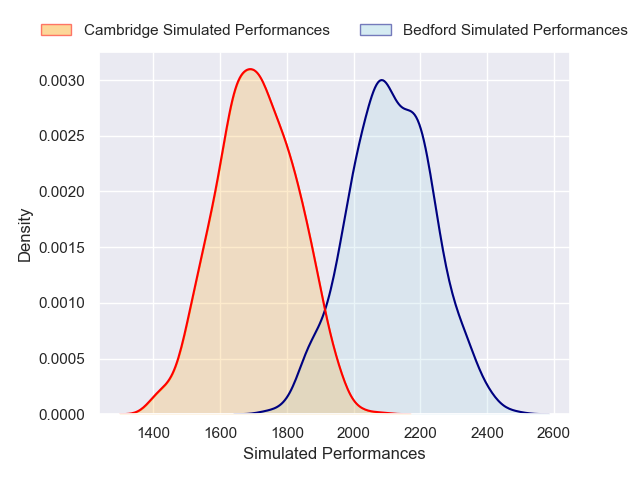 Cambridge Simulated Performances
Bedford Simulated Performances
0.0030
0.0025
0.0020
0.0015
0.0010
0.0005
0.0000
Density
1400 1600 1800 2000 2200 2400 2600
Simulated Performances